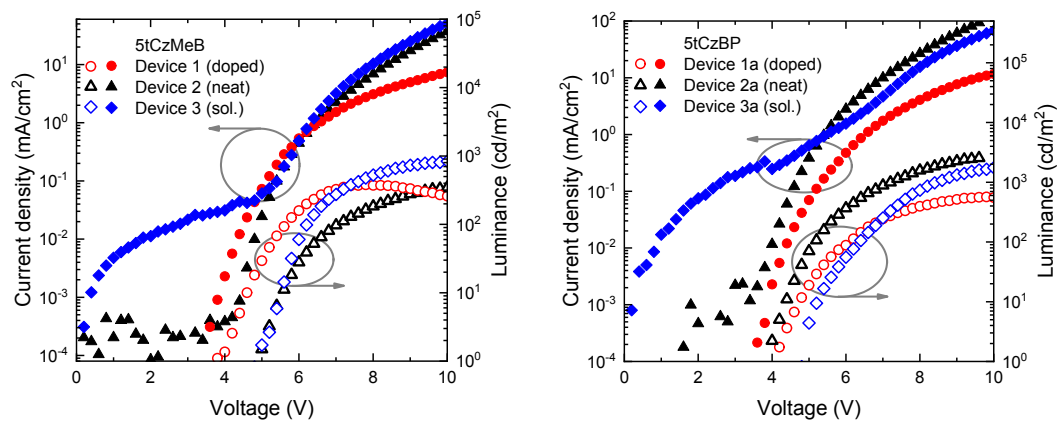 5tCzMeB
Device 1 (doped)
Device 2 (neat)
Device 3 (sol.)
Current density (mA/cm²)
10¹
10⁰
10⁻¹
10⁻²
10⁻³
10⁻⁴
0 2 4 6 8 10
Voltage (V)
10⁵
10⁴
10³
10²
10¹
10⁰
Luminance (cd/m²)
5tCzBP
Device 1a (doped)
Device 2a (neat)
Device 3a (sol.)
Current density (mA/cm²)
10²
10¹
10⁰
10⁻¹
10⁻²
10⁻³
10⁻⁴
0 2 4 6 8 10
Voltage (V)
10⁵
10⁴
10³
10²
10¹
10⁰
Luminance (cd/m²)